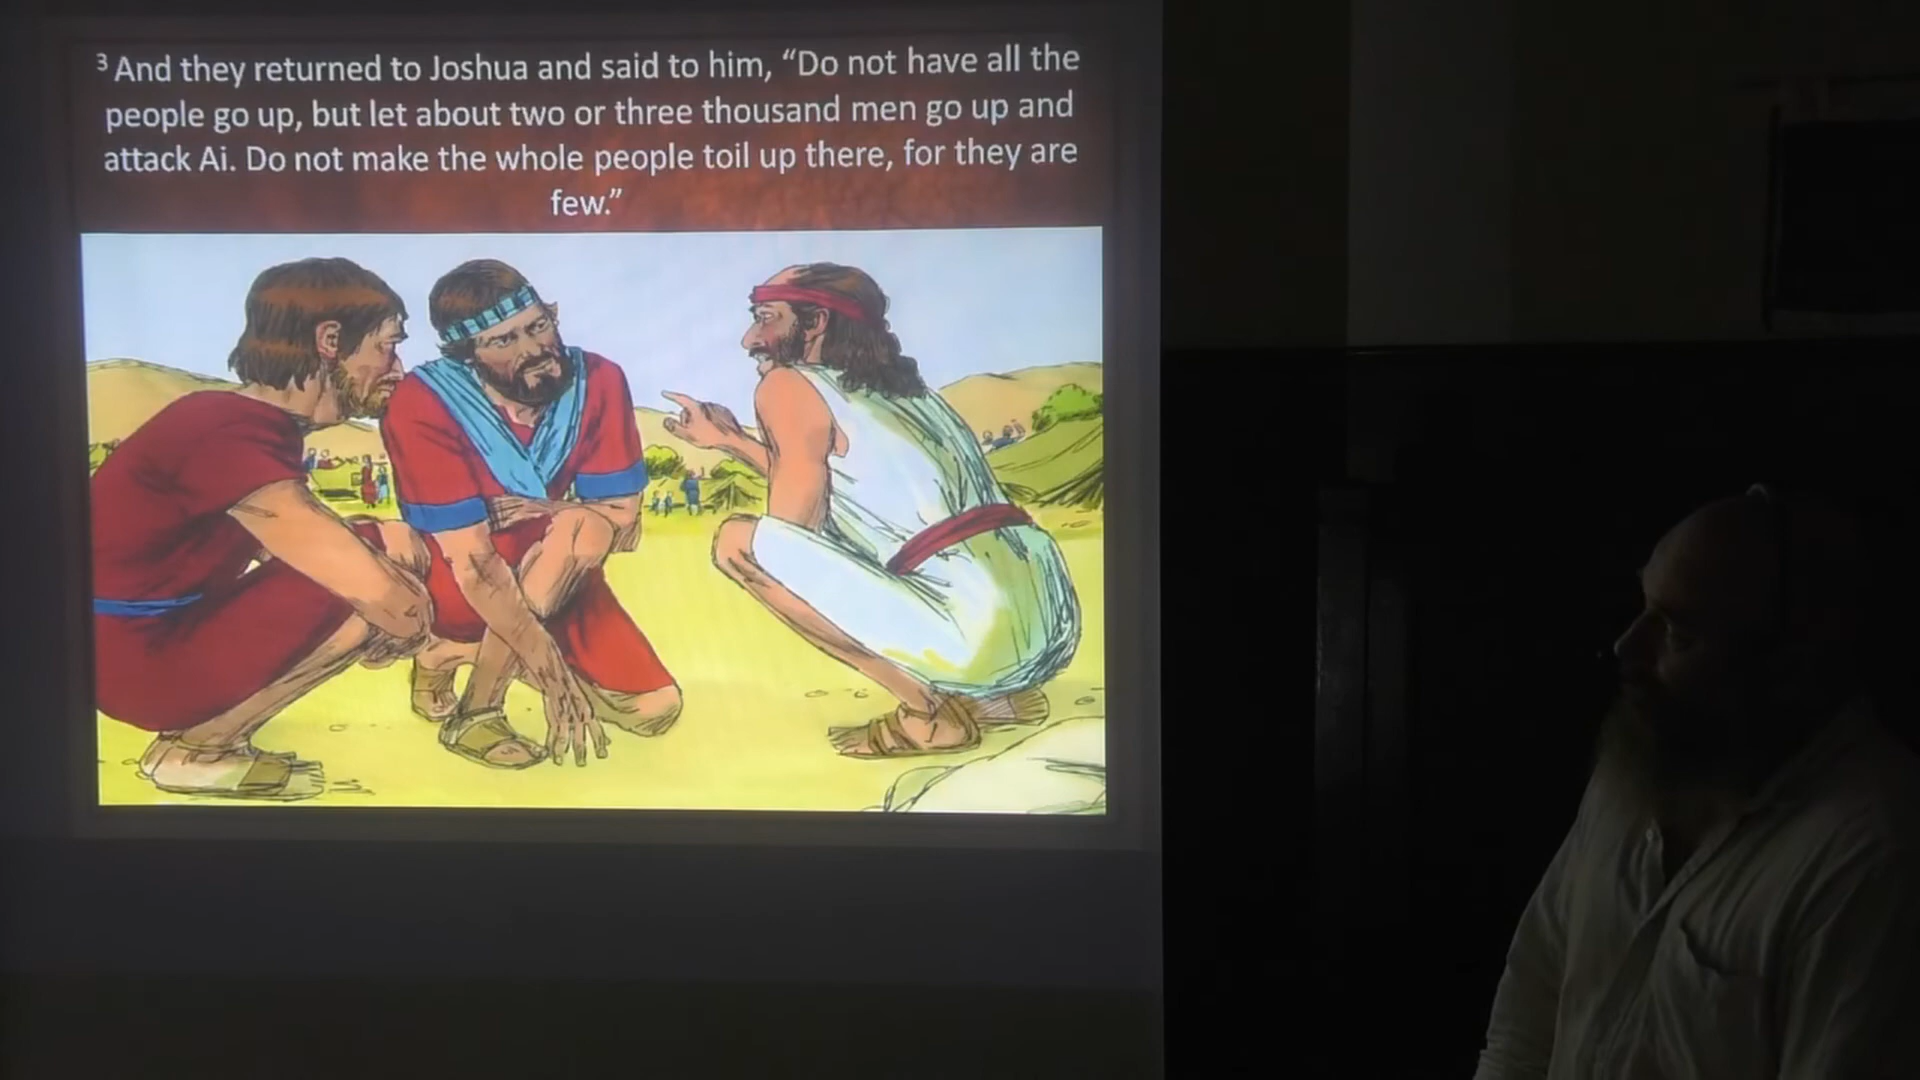 ³ And they returned to Joshua and said to him, “Do not have all the
people go up, but let about two or three thousand men go up and
attack Ai. Do not make the whole people toil up there, for they are
few.”